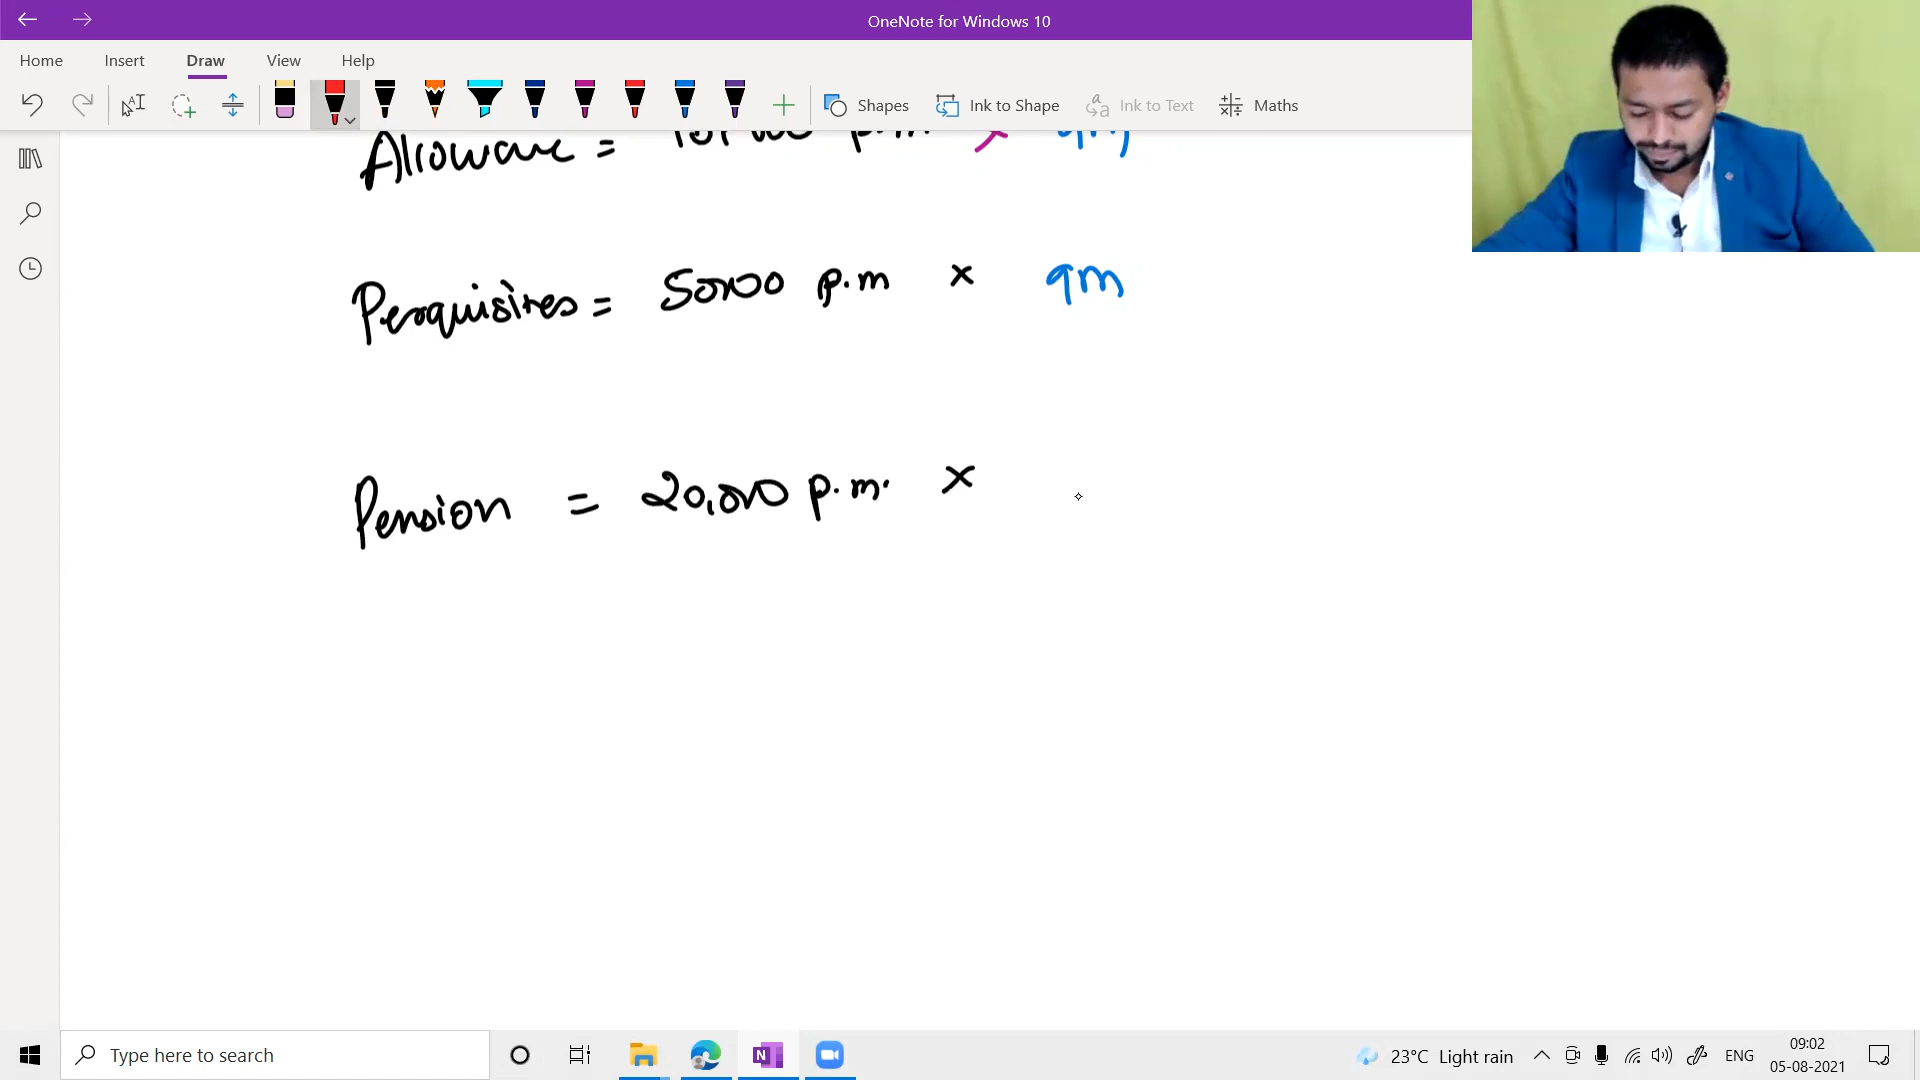 OneNote for Windows 10
Home Insert Draw View Help
Shapes Ink to Shape Ink to Text Maths
Allowance = p.m. x 9m
Perquisites = 5000 p.m x 9m
Pension = 20,000 p.m. x
Type here to search
23°C Light rain ENG 09:02
05-08-2021